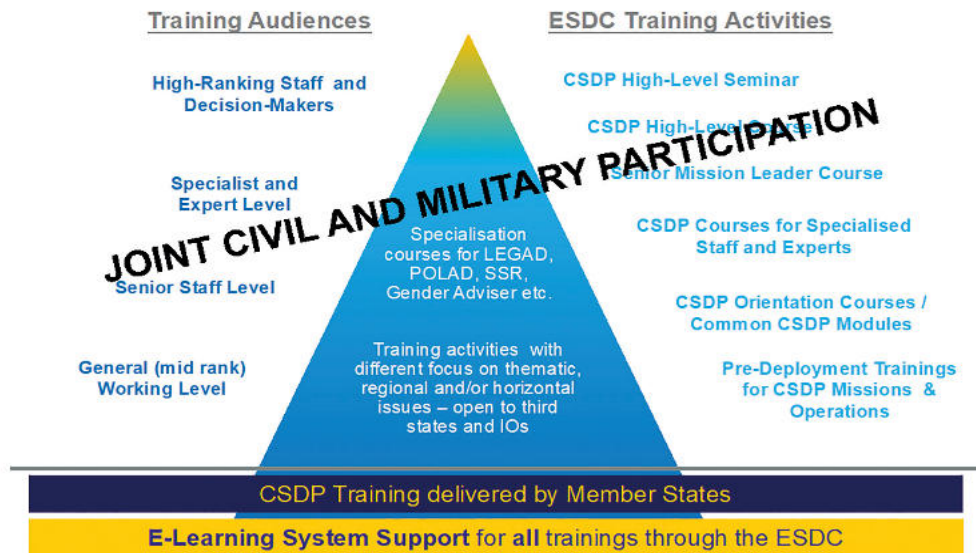 Training Audiences
ESDC Training Activities
High-Ranking Staff and
Decision-Makers
Specialist and
Expert Level
Senior Staff Level
General (mid rank)
Working Level
JOINT CIVIL AND MILITARY PARTICIPATION
Specialisation
courses for LEGAD,
POLAD, SSR,
Gender Adviser etc.
Training activities with
different focus on thematic,
regional and/or horizontal
issues – open to third
states and IOs
CSDP High-Level Seminar
CSDP High-Level Course
Senior Mission Leader Course
CSDP Courses for Specialised
Staff and Experts
CSDP Orientation Courses /
Common CSDP Modules
Pre-Deployment Trainings
for CSDP Missions &
Operations
CSDP Training delivered by Member States
E-Learning System Support for all trainings through the ESDC